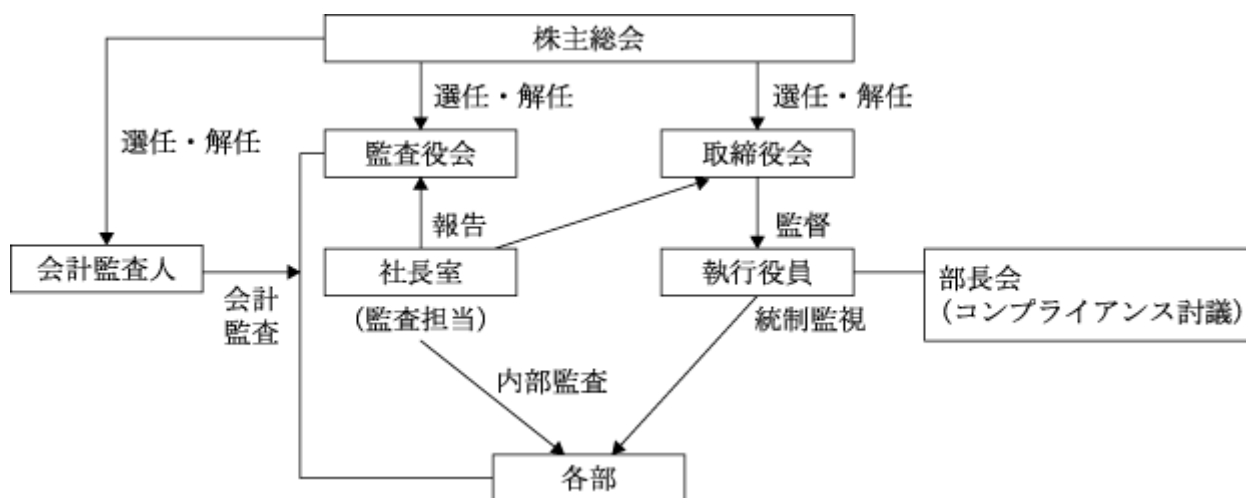 株主総会
選任・解任
選任・解任
選任・解任
監査役会
取締役会
報告
監督
会計監査人
社長室
執行役員
部長会
(コンプライアンス討議)
会計
監査
(監査担当)
統制監視
内部監査
各部